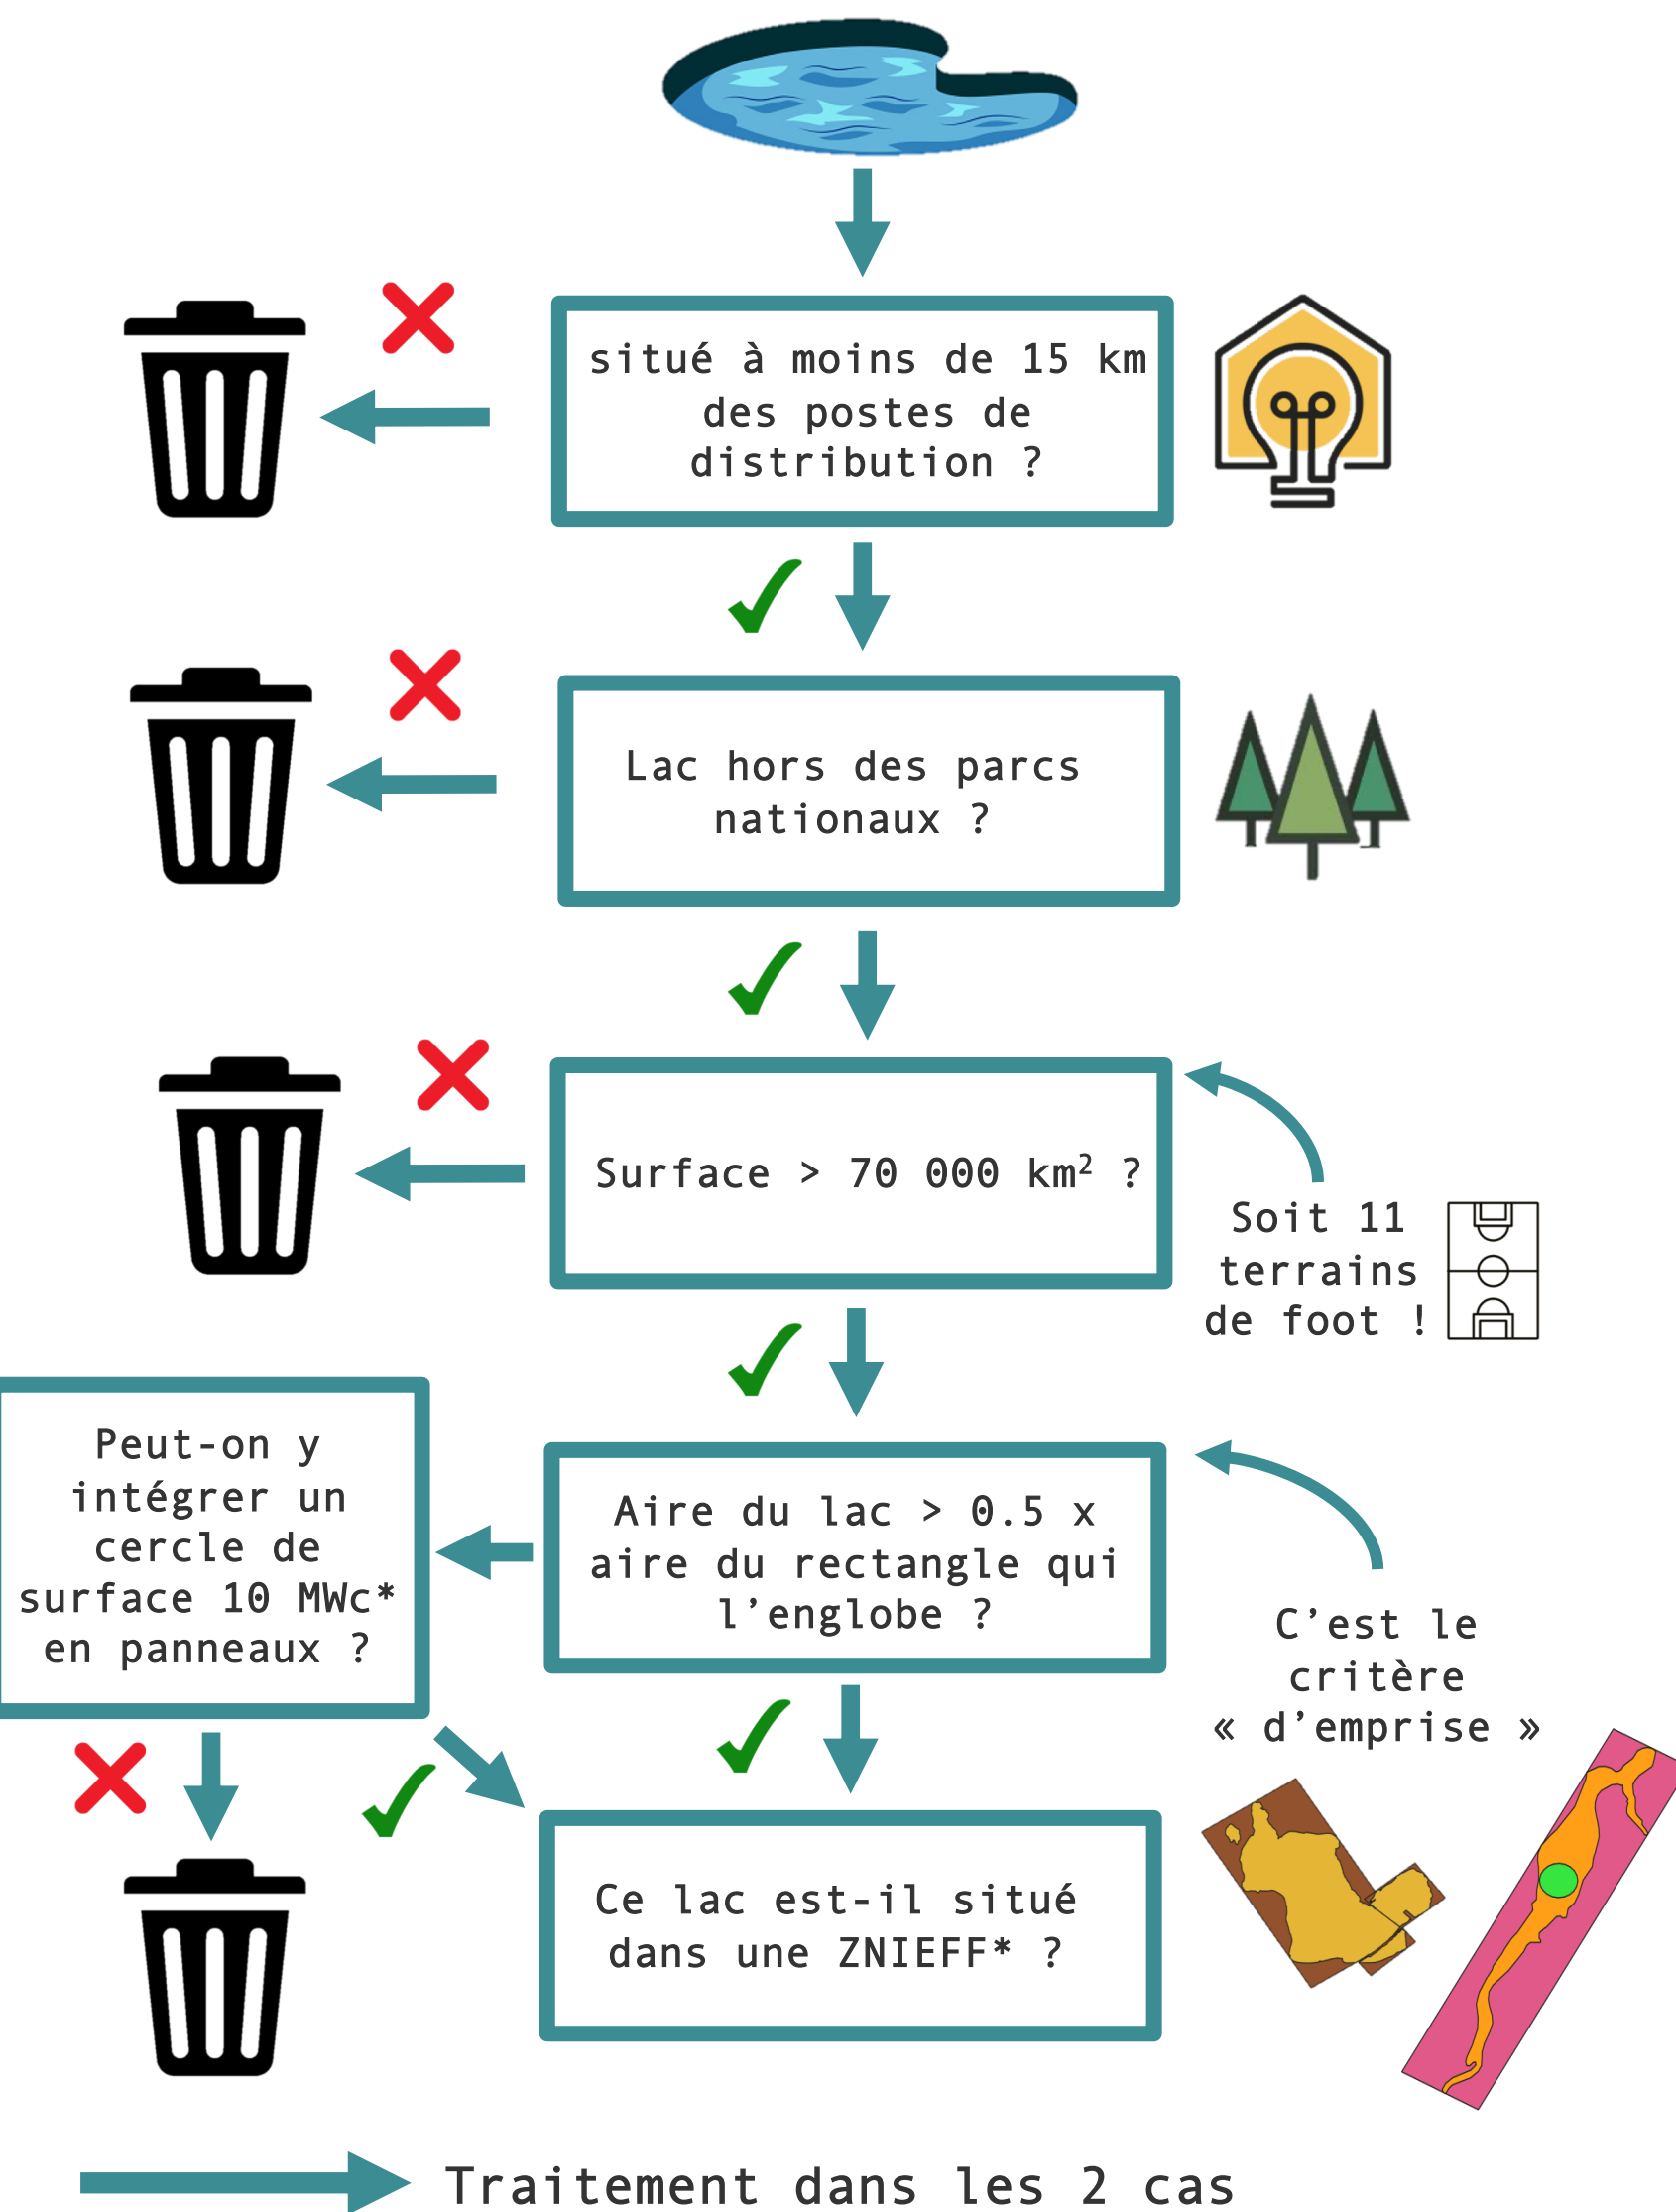 situé à moins de 15 km
des postes de
distribution ?
Lac hors des parcs
nationaux ?
Surface > 70 000 km² ?
Soit 11
terrains
de foot !
Peut-on y
intégrer un
cercle de
surface 10 MWc*
en panneaux ?
Aire du lac > 0.5 x
aire du rectangle qui
l’englobe ?
C’est le
critère
« d’emprise »
Ce lac est-il situé
dans une ZNIEFF* ?
Traitement dans les 2 cas